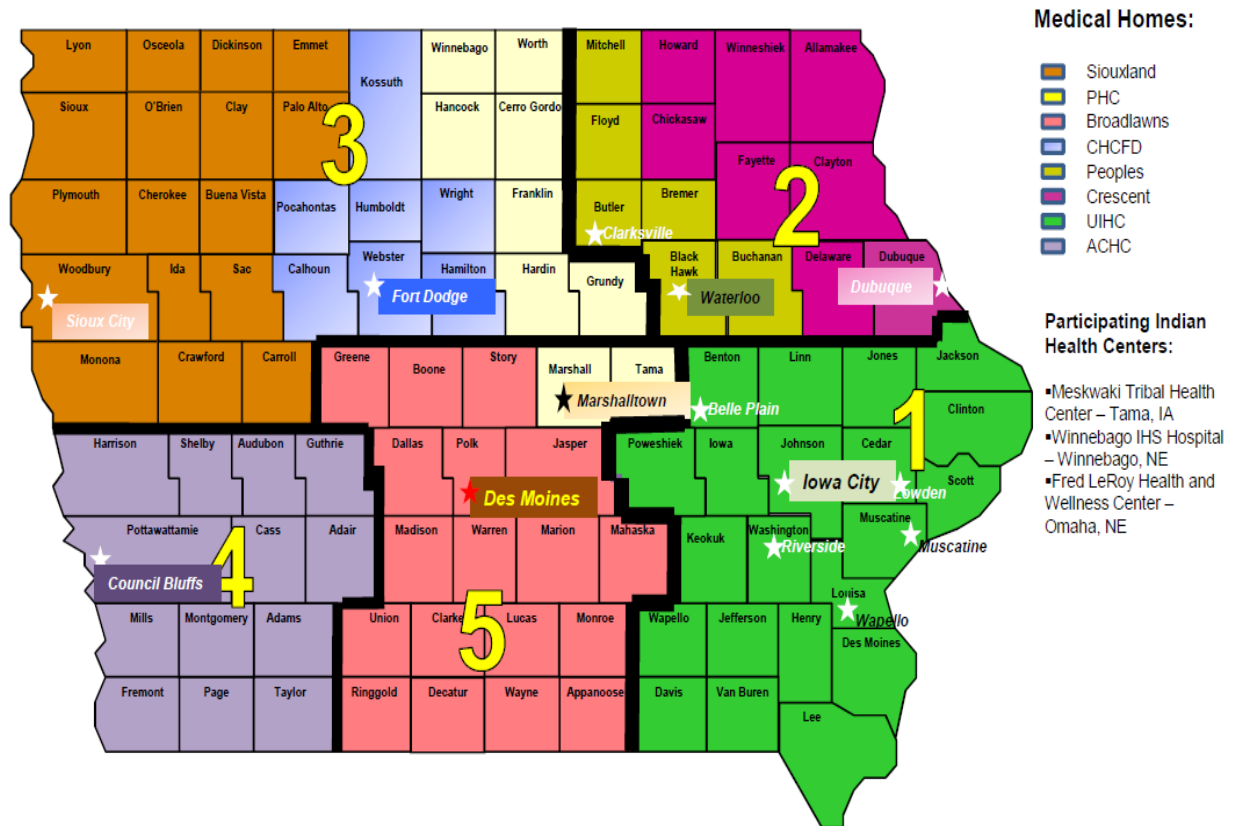 Medical Homes:
Siouxland
PHC
Broadlawns
CHCFD
Peoples
Crescent
UIHC
ACHC
Participating Indian
Health Centers:
▪Meskwaki Tribal Health
Center – Tama, IA
▪Winnebago IHS Hospital
– Winnebago, NE
▪Fred LeRoy Health and
Wellness Center –
Omaha, NE
Lyon
Osceola
Dickinson
Emmet
Kossuth
Winnebago
Worth
Mitchell
Howard
Winneshiek
Allamakee
Sioux
O'Brien
Clay
Palo Alto
Hancock
Cerro Gordo
Floyd
Chickasaw
3
Fayette
Clayton
2
Plymouth
Cherokee
Buena Vista
Pocahontas
Humboldt
Wright
Franklin
Butler
Bremer
Clarksville
Woodbury
Ida
Sac
Calhoun
Webster
Hamilton
Hardin
Grundy
Black
Hawk
Buchanan
Delaware
Dubuque
Sioux City
Fort Dodge
Waterloo
Dubuque
Monona
Crawford
Carroll
Greene
Boone
Story
Marshall
Tama
Benton
Linn
Jones
Jackson
Marshalltown
Belle Plain
Clinton
1
Harrison
Shelby
Audubon
Guthrie
Dallas
Polk
Jasper
Poweshiek
Iowa
Johnson
Cedar
Scott
Des Moines
Iowa City
Lowden
Pottawattamie
Cass
Adair
Madison
Warren
Marion
Mahaska
Keokuk
Washington
Muscatine
Riverside
Muscatine
Council Bluffs
4
Mills
Montgomery
Adams
Union
Clarke
Lucas
Monroe
Wapello
Jefferson
Henry
Louisa
Wapello
Des Moines
5
Fremont
Page
Taylor
Ringgold
Decatur
Wayne
Appanoose
Davis
Van Buren
Lee